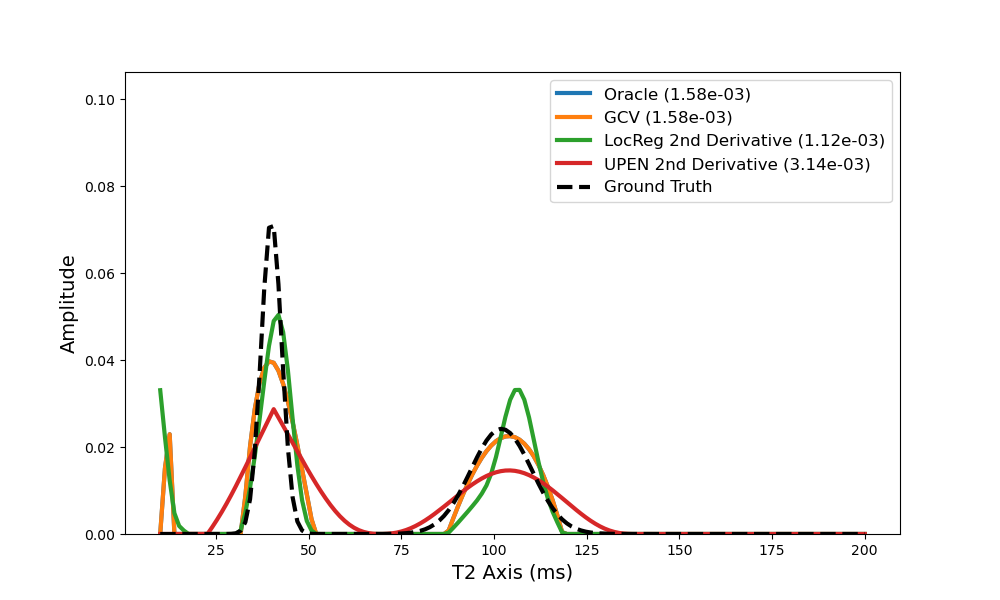 Oracle (1.58e-03)
GCV (1.58e-03)
LocReg 2nd Derivative (1.12e-03)
UPEN 2nd Derivative (3.14e-03)
Ground Truth
0.10
0.08
0.06
0.04
0.02
0.00
Amplitude
25 50 75 100 125 150 175 200
T2 Axis (ms)